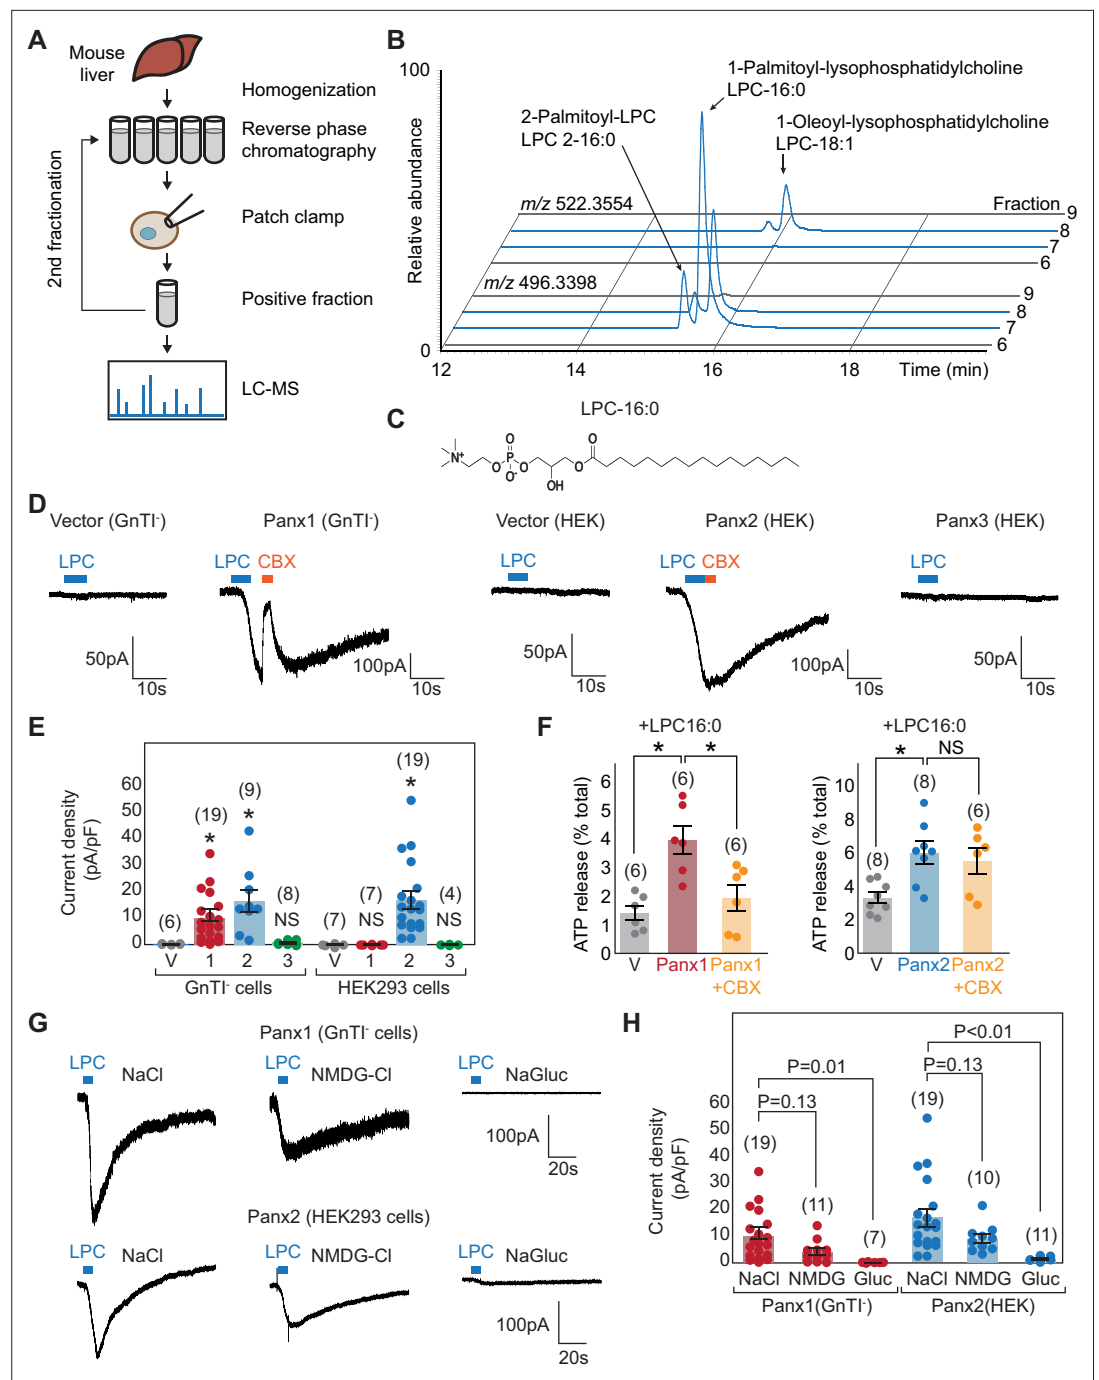 A
Mouse
liver
Homogenization
Reverse phase
chromatography
2nd fractionation
Patch clamp
Positive fraction
LC-MS
B
100
Relative abundance
0
1-Palmitoyl-lysophosphatidylcholine
LPC-16:0
2-Palmitoyl-LPC
LPC 2-16:0
1-Oleoyl-lysophosphatidylcholine
LPC-18:1
m/z 522.3554
Fraction
9
8
7
6
m/z 496.3398
9
8
7
6
12 14 16 18 Time (min)
C
LPC-16:0
N+
O
O
P
O-
O
OH
O
O
D
Vector (GnTI-)
Panx1 (GnTI-)
Vector (HEK)
Panx2 (HEK)
Panx3 (HEK)
LPC
LPC CBX
LPC
LPC CBX
LPC
50pA
10s
100pA
10s
50pA
10s
100pA
10s
50pA
10s
E
Current density
(pA/pF)
60
50
40
30
20
10
0
(6)
(19)
*
(9)
*
(8)
NS
(7)
(7)
NS
(19)
*
(4)
NS
V 1 2 3 V 1 2 3
GnTI- cells
HEK293 cells
F
+LPC16:0
* *
ATP release (% total)
6
5
4
3
2
1
0
(6)
(6)
(6)
V Panx1 Panx1
+CBX
+LPC16:0
* NS
ATP release (% total)
10
8
6
4
2
0
(8)
(8)
(6)
V Panx2 Panx2
+CBX
G
Panx1 (GnTI- cells)
LPC
NaCl
LPC
NMDG-Cl
LPC
NaGluc
100pA
20s
Panx2 (HEK293 cells)
LPC
NaCl
LPC
NMDG-Cl
LPC
NaGluc
100pA
20s
H
Current density
(pA/pF)
60
50
40
30
20
10
0
P<0.01
P=0.13
P=0.01
P=0.13
(19)
(11)
(7)
(19)
(10)
(11)
NaCl NMDG Gluc NaCl NMDG Gluc
Panx1(GnTI-)
Panx2(HEK)